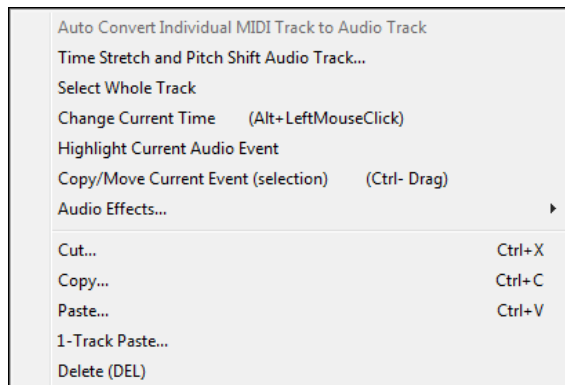 Auto Convert Individual MIDI Track to Audio Track
Time Stretch and Pitch Shift Audio Track...
Select Whole Track
Change Current Time (Alt+LeftMouseClick)
Highlight Current Audio Event
Copy/Move Current Event (selection) (Ctrl- Drag)
Audio Effects...
Cut... Ctrl+X
Copy... Ctrl+C
Paste... Ctrl+V
1-Track Paste...
Delete (DEL)